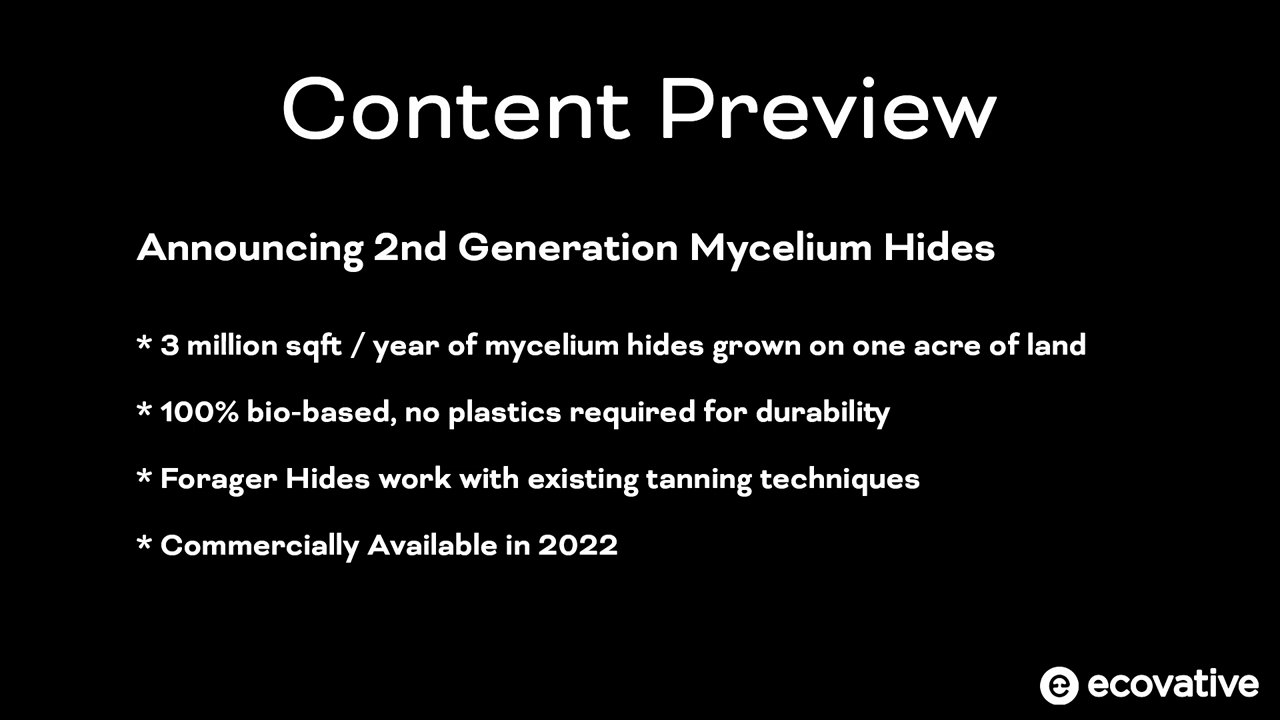 Content Preview
Announcing 2nd Generation Mycelium Hides
* 3 million sqft / year of mycelium hides grown on one acre of land
* 100% bio-based, no plastics required for durability
* Forager Hides work with existing tanning techniques
* Commercially Available in 2022
e ecovative